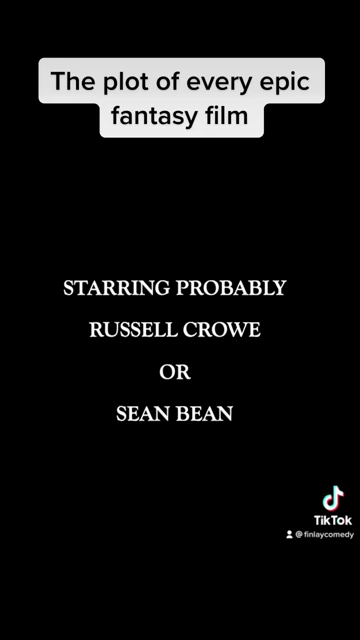 The plot of every epic
fantasy film
STARRING PROBABLY
RUSSELL CROWE
OR
SEAN BEAN
TikTok
@finlaycomedy